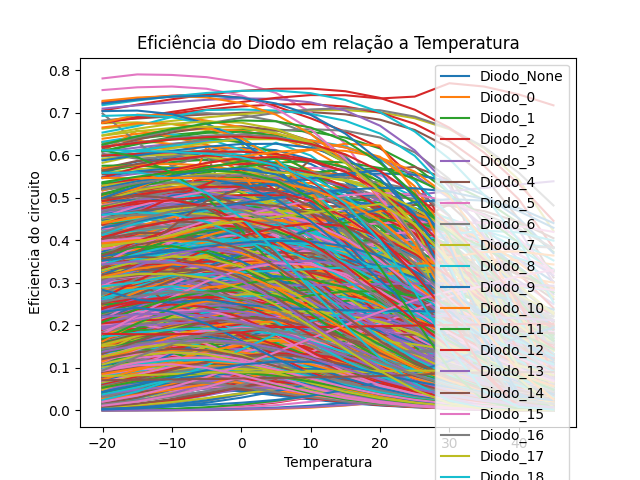 Eficiência do Diodo em relação a Temperatura
Eficiencia do circuito
0.8
0.7
0.6
0.5
0.4
0.3
0.2
0.1
0.0
−20
−10
0
10
20
30
40
Temperatura
Diodo_None
Diodo_0
Diodo_1
Diodo_2
Diodo_3
Diodo_4
Diodo_5
Diodo_6
Diodo_7
Diodo_8
Diodo_9
Diodo_10
Diodo_11
Diodo_12
Diodo_13
Diodo_14
Diodo_15
Diodo_16
Diodo_17
Diodo_18